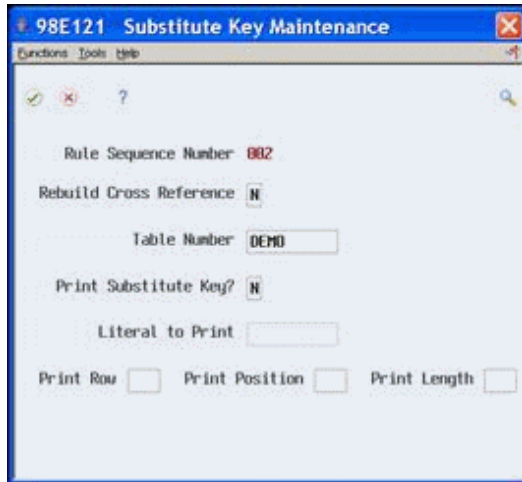 98E121 Substitute Key Maintenance
Functions Tools Help
?
Rule Sequence Number 002
Rebuild Cross Reference N
Table Number DEMO
Print Substitute Key? N
Literal to Print
Print Row Print Position Print Length